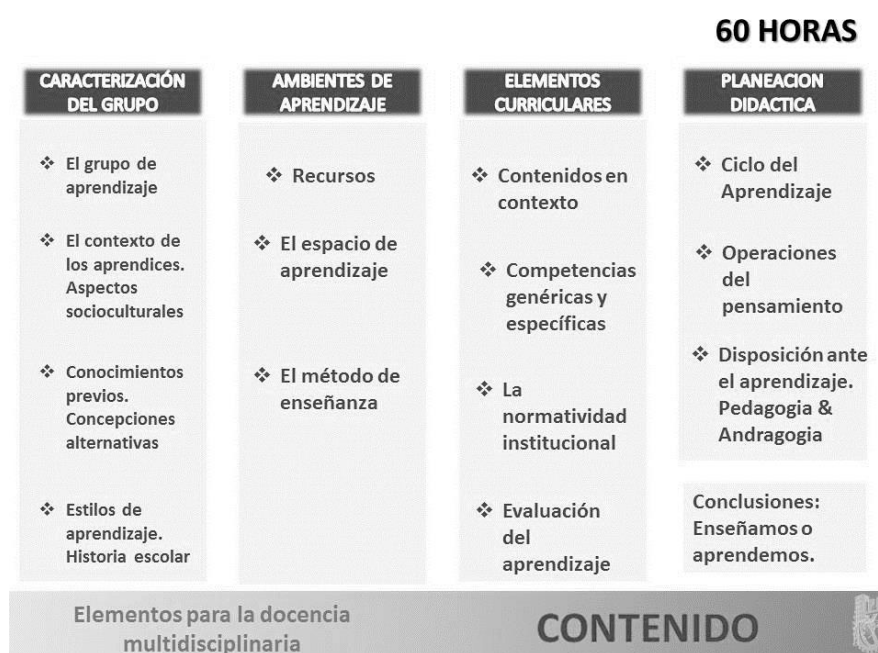 60 HORAS
CARACTERIZACIÓN
DEL GRUPO
❖ El grupo de
aprendizaje
❖ El contexto de
los aprendices.
Aspectos
socioculturales
❖ Conocimientos
previos.
Concepciones
alternativas
❖ Estilos de
aprendizaje.
Historia escolar
AMBIENTES DE
APRENDIZAJE
❖ Recursos
❖ El espacio de
aprendizaje
❖ El método de
enseñanza
ELEMENTOS
CURRICULARES
❖ Contenidos en
contexto
❖ Competencias
genéricas y
específicas
❖ La
normatividad
institucional
❖ Evaluación
del
aprendizaje
PLANEACION
DIDACTICA
❖ Ciclo del
Aprendizaje
❖ Operaciones
del
pensamiento
❖ Disposición ante
el aprendizaje.
Pedagogia &
Andragogia
Conclusiones:
Enseñamos o
aprendemos.
Elementos para la docencia
multidisciplinaria
CONTENIDO